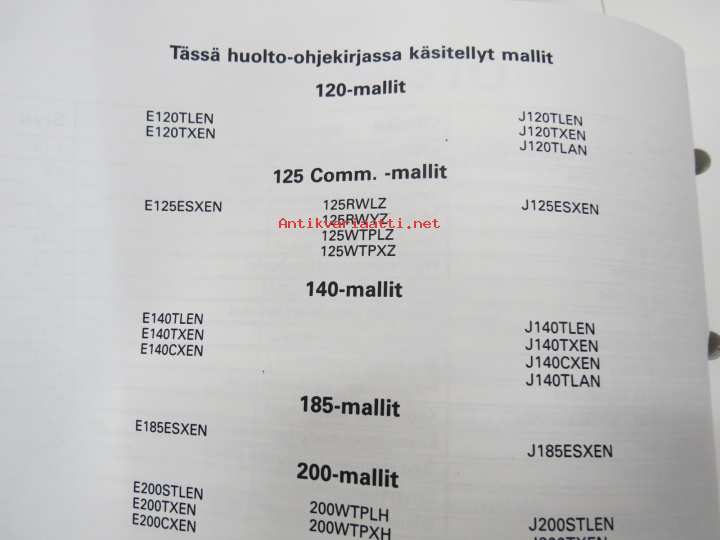 Tässä huolto-ohjekirjassa käsitellyt mallit
120-mallit
E120TLEN
E120TXEN
J120TLEN
J120TXEN
J120TLAN
125 Comm. -mallit
E125ESXEN
125RWLZ
125RWXZ
125WTPLZ
125WTPXZ
J125ESXEN
Antikvariaatti.net
140-mallit
E140TLEN
E140TXEN
E140CXEN
J140TLEN
J140TXEN
J140CXEN
J140TLAN
185-mallit
E185ESXEN
J185ESXEN
200-mallit
E200STLEN
E200TXEN
E200CXEN
200WTPLH
200WTPXH
J200STLEN
J200TXEN